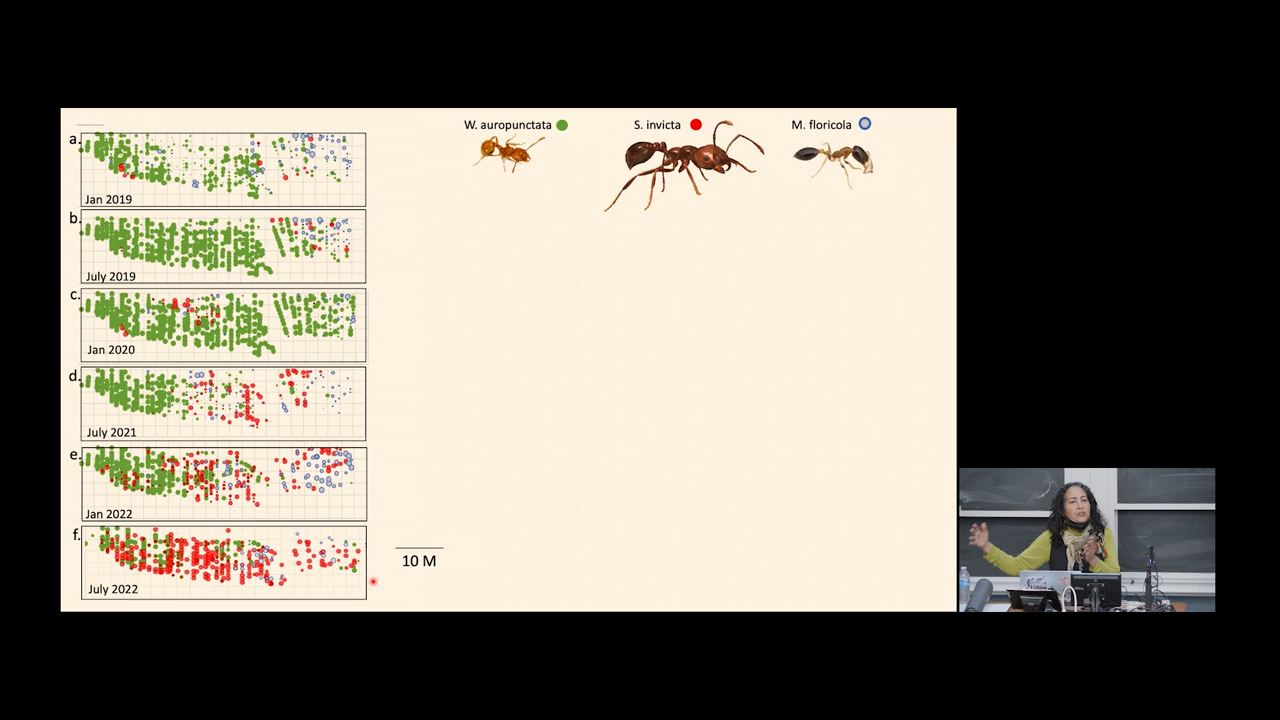 W. auropunctata
S. invicta
M. floricola
a.
Jan 2019
b.
July 2019
c.
Jan 2020
d.
July 2021
e.
Jan 2022
f.
July 2022
10 M